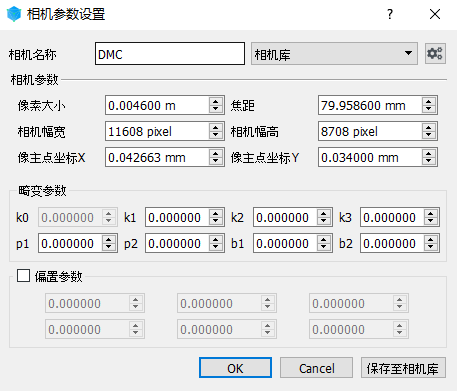 相机参数设置 ? ×
相机名称 DMC 相机库
相机参数
像素大小 0.004600 m 焦距 79.958600 mm
相机幅宽 11608 pixel 相机幅高 8708 pixel
像主点坐标X 0.042663 mm 像主点坐标Y 0.034000 mm
畸变参数
k0 0.000000 k1 0.000000 k2 0.000000 k3 0.000000
p1 0.000000 p2 0.000000 b1 0.000000 b2 0.000000
偏置参数
0.000000 0.000000 0.000000
0.000000 0.000000 0.000000
OK Cancel 保存至相机库